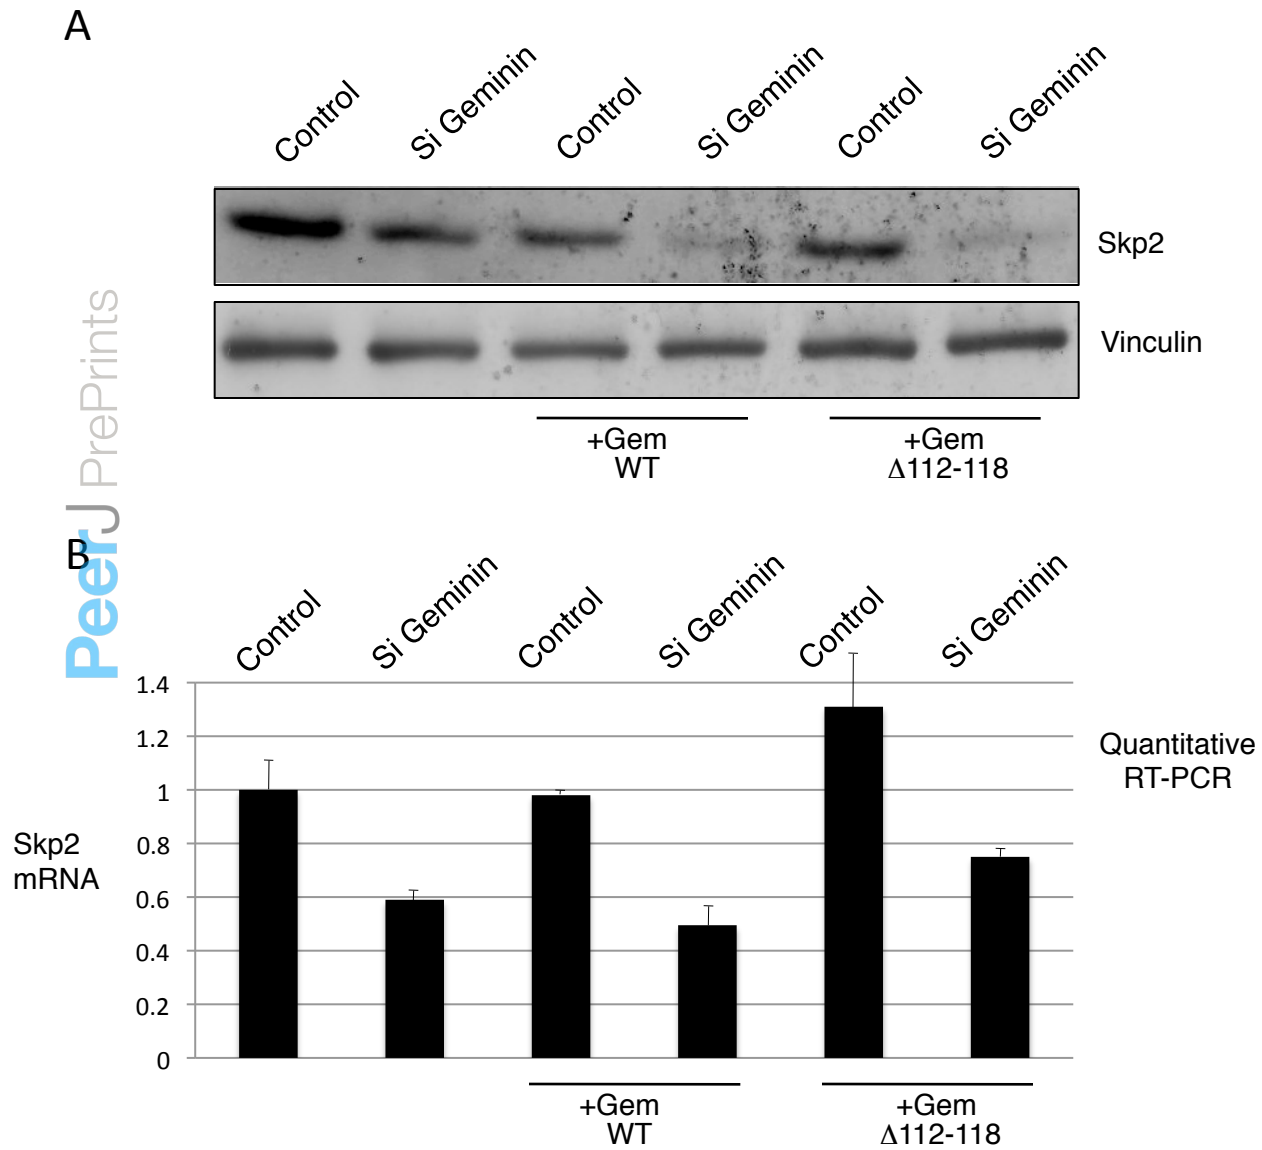 A
Control
Si Geminin
Control
Si Geminin
Control
Si Geminin
Skp2
Vinculin
+Gem
WT
+Gem
Δ112-118
PeerJ PrePrints
B
Control
Si Geminin
Control
Si Geminin
Control
Si Geminin
1.4
1.2
1
0.8
0.6
0.4
0.2
0
Skp2
mRNA
Quantitative
RT-PCR
+Gem
WT
+Gem
Δ112-118